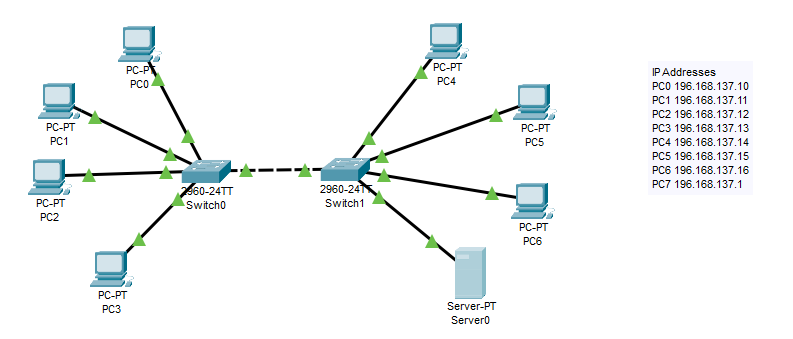 PC-PT
PC0
PC-PT
PC1
PC-PT
PC2
PC-PT
PC3
2960-24TT
Switch0
2960-24TT
Switch1
PC-PT
PC4
PC-PT
PC5
PC-PT
PC6
Server-PT
Server0
IP Addresses
PC0 196.168.137.10
PC1 196.168.137.11
PC2 196.168.137.12
PC3 196.168.137.13
PC4 196.168.137.14
PC5 196.168.137.15
PC6 196.168.137.16
PC7 196.168.137.1